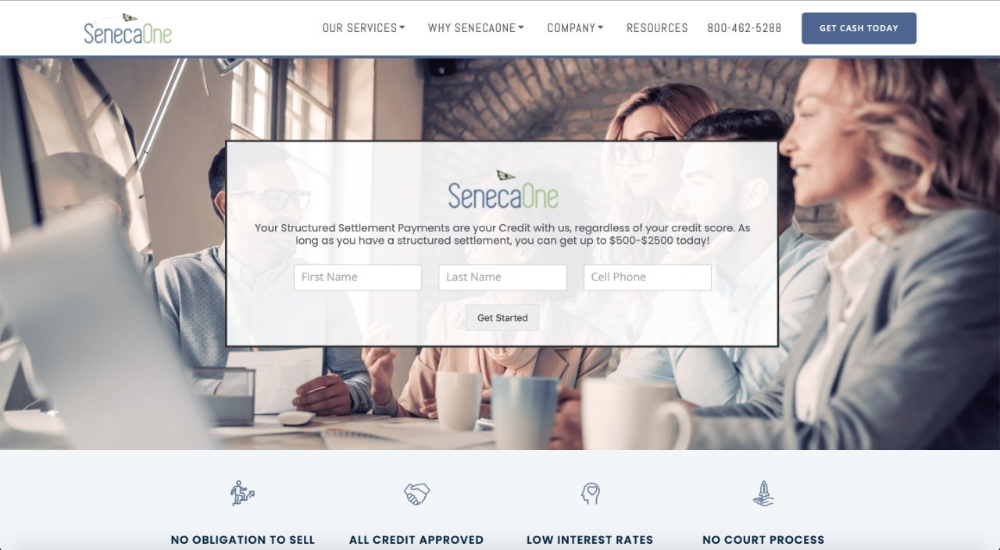 SenecaOne
OUR SERVICES
WHY SENECAONE
COMPANY
RESOURCES
800-462-5288
GET CASH TODAY
SenecaOne
Your Structured Settlement Payments are your Credit with us, regardless of your credit score. As
long as you have a structured settlement, you can get up to $500-$2500 today!
First Name
Last Name
Cell Phone
Get Started
NO OBLIGATION TO SELL
ALL CREDIT APPROVED
LOW INTEREST RATES
NO COURT PROCESS